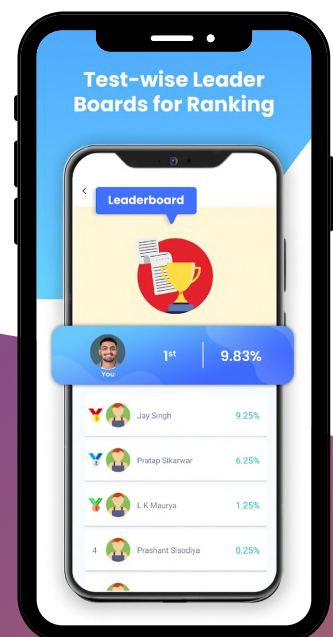 Test-wise Leader
Boards for Ranking
Leaderboard
You
1st
9.83%
Jay Singh 9.25%
Pratap Sikarwar 6.25%
L K Maurya 1.25%
4 Prashant Sisodiya 0.25%